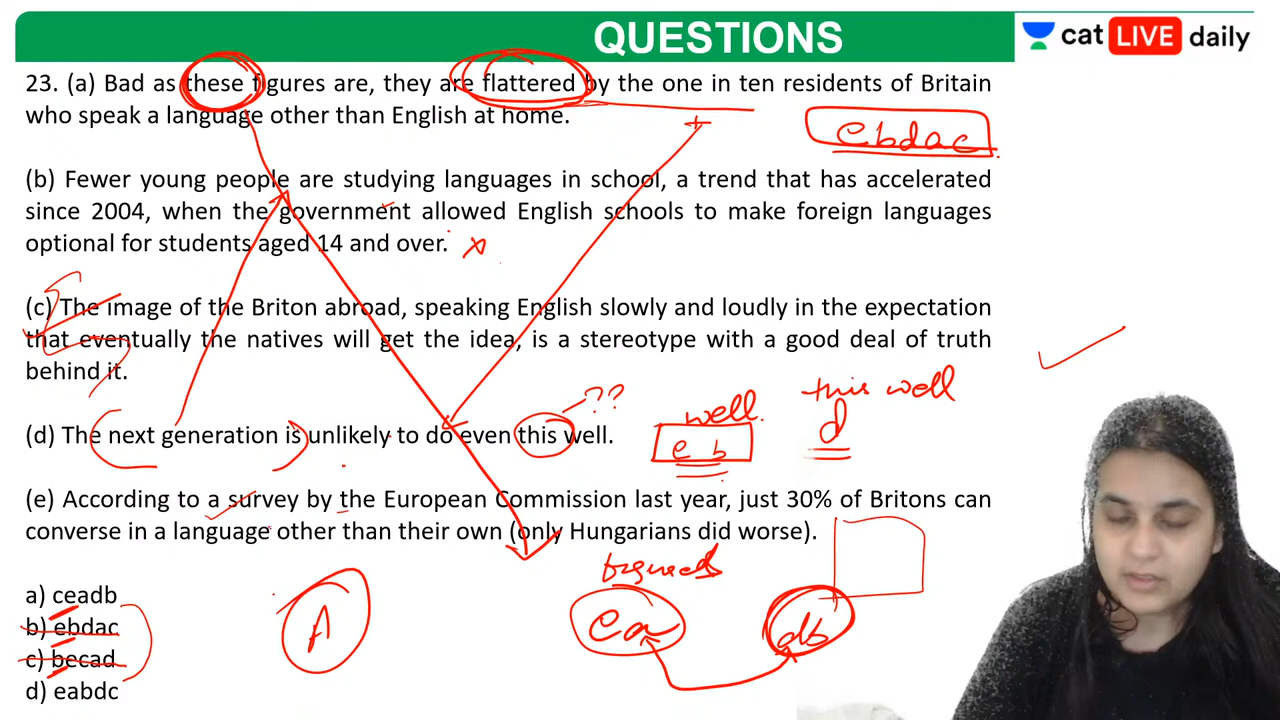 QUESTIONS
cat LIVE daily
23. (a) Bad as these figures are, they are flattered by the one in ten residents of Britain
who speak a language other than English at home.
ebdac
(b) Fewer young people are studying languages in school, a trend that has accelerated
since 2004, when the government allowed English schools to make foreign languages
optional for students aged 14 and over.
(c) The image of the Briton abroad, speaking English slowly and loudly in the expectation
that eventually the natives will get the idea, is a stereotype with a good deal of truth
behind it.
??
this well
well.
d
(d) The next generation is unlikely to do even this well.
e b
(e) According to a survey by the European Commission last year, just 30% of Britons can
converse in a language other than their own (only Hungarians did worse).
a) ceadb
b) ebdac
c) becad
d) eabdc
A
ea
db